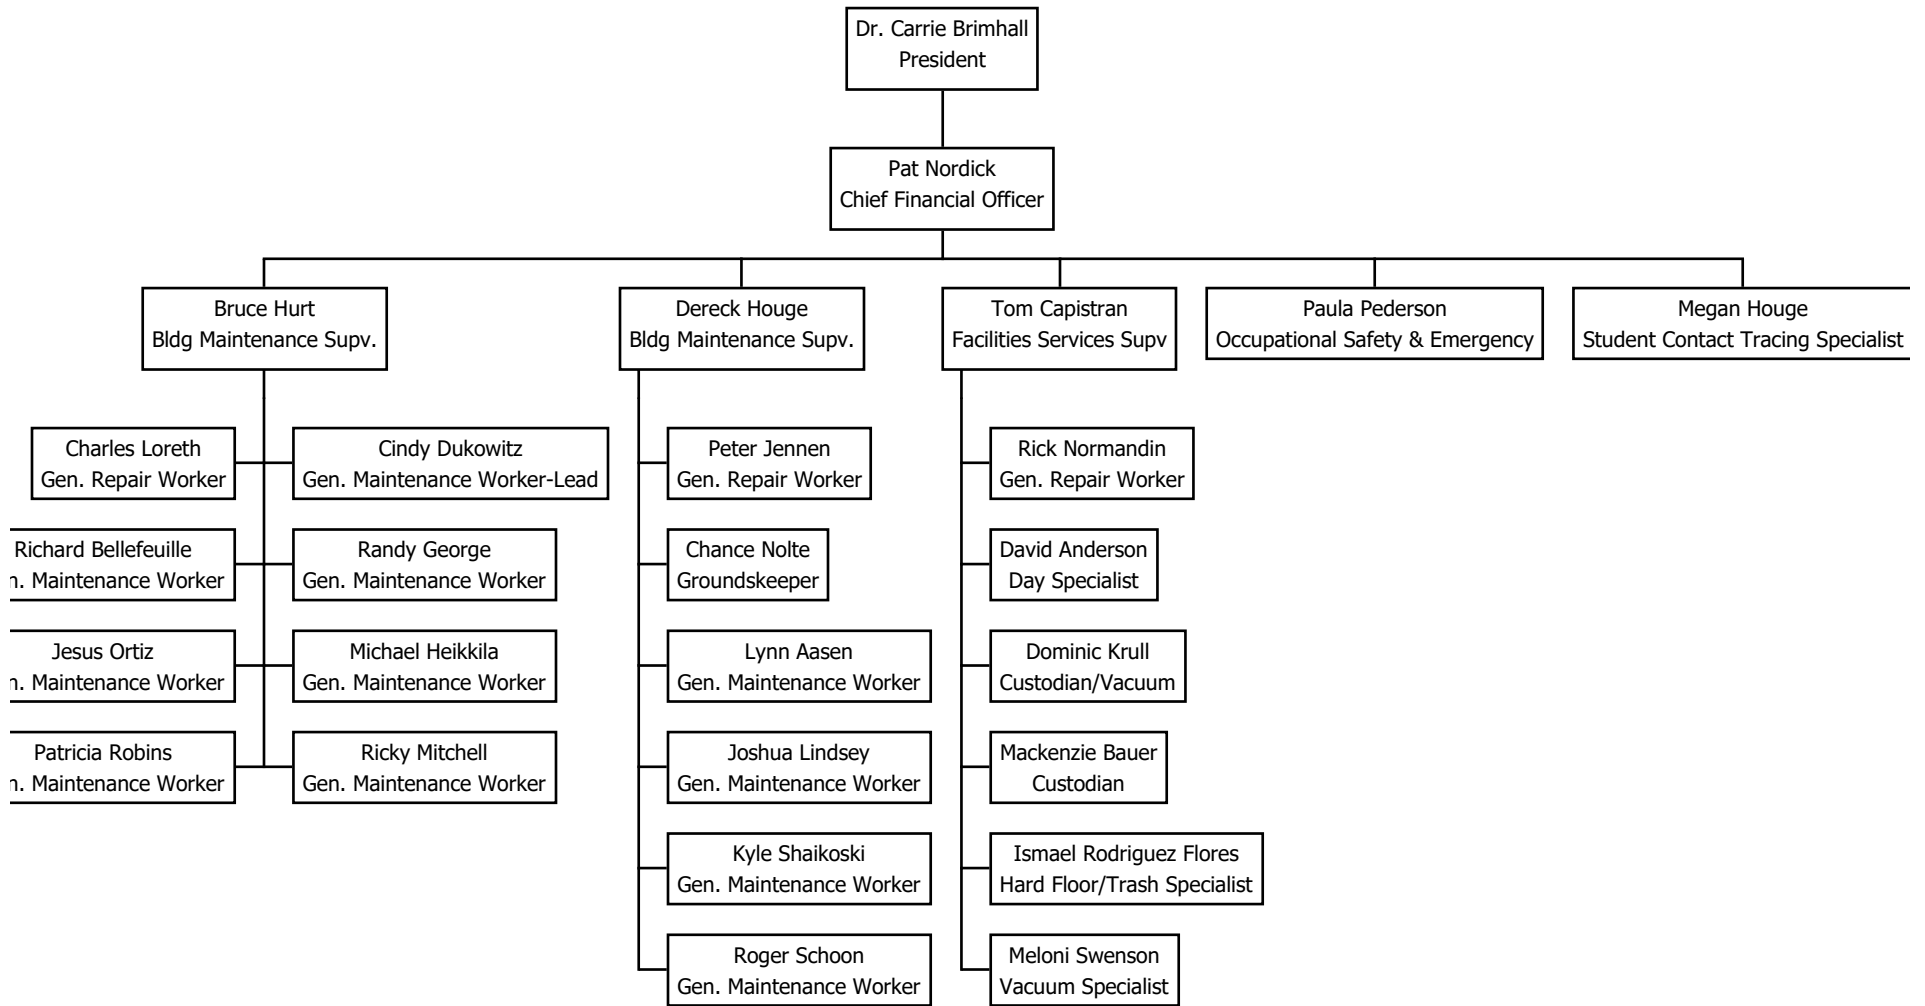 Dr. Carrie Brimhall
President
Pat Nordick
Chief Financial Officer
Bruce Hurt
Bldg Maintenance Supv.
Dereck Houge
Bldg Maintenance Supv.
Tom Capistran
Facilities Services Supv
Paula Pederson
Occupational Safety & Emergency
Megan Houge
Student Contact Tracing Specialist
Charles Loreth
Gen. Repair Worker
Cindy Dukowitz
Gen. Maintenance Worker-Lead
Peter Jennen
Gen. Repair Worker
Rick Normandin
Gen. Repair Worker
Richard Bellefeuille
n. Maintenance Worker
Randy George
Gen. Maintenance Worker
Chance Nolte
Groundskeeper
David Anderson
Day Specialist
Jesus Ortiz
n. Maintenance Worker
Michael Heikkila
Gen. Maintenance Worker
Lynn Aasen
Gen. Maintenance Worker
Dominic Krull
Custodian/Vacuum
Patricia Robins
n. Maintenance Worker
Ricky Mitchell
Gen. Maintenance Worker
Joshua Lindsey
Gen. Maintenance Worker
Mackenzie Bauer
Custodian
Kyle Shaikoski
Gen. Maintenance Worker
Ismael Rodriguez Flores
Hard Floor/Trash Specialist
Roger Schoon
Gen. Maintenance Worker
Meloni Swenson
Vacuum Specialist